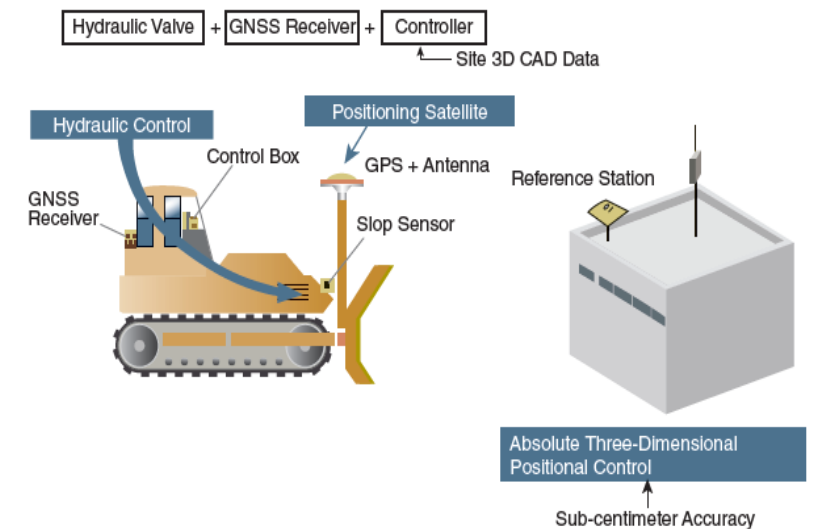 Hydraulic Valve + GNSS Receiver + Controller
Site 3D CAD Data
Hydraulic Control
Positioning Satellite
Control Box
GPS + Antenna
Reference Station
GNSS
Receiver
Slop Sensor
Absolute Three-Dimensional
Positional Control
Sub-centimeter Accuracy